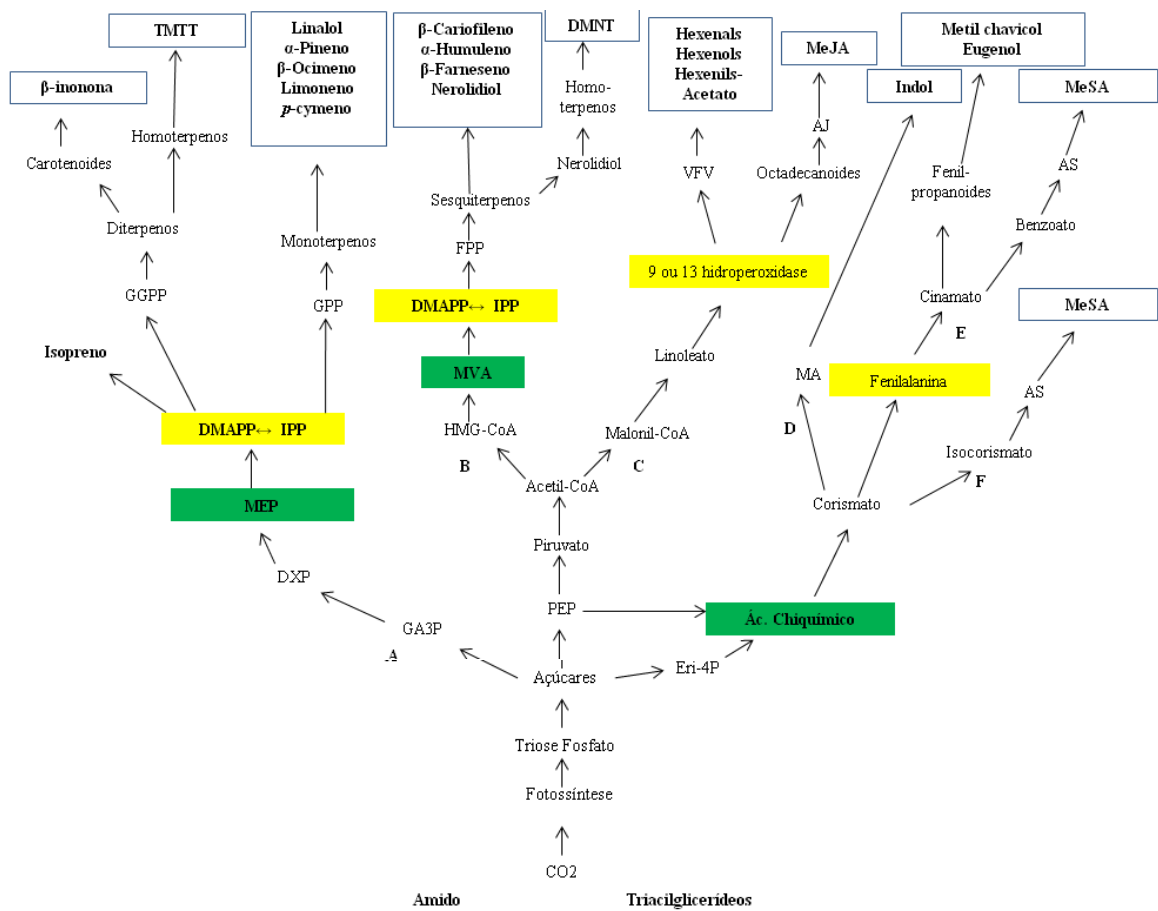 TMTT
Linalol
α-Pineno
β-Ocimeno
Limoneno
p-cymeno
β-Cariofileno
α-Humuleno
β-Farneseno
Nerolidiol
DMNT
Hexenals
Hexenols
Hexenils-
Acetato
MeJA
Metil chavicol
Eugenol
β-inonona
Indol
MeSA
Homoterpenos
Homo-
terpenos
AJ
Carotenoides
Nerolidiol
VFV
Octadecanoides
Fenil-
propanoides
AS
Sesquiterpenos
Diterpenos
Monoterpenos
FPP
Benzoato
GGPP
GPP
9 ou 13 hidroperoxidase
Cinamato
DMAPP↔ IPP
MeSA
Isopreno
Linoleato
E
MVA
MA
Fenilalanina
AS
DMAPP↔ IPP
HMG-CoA
Malonil-CoA
D
Isocorismato
B
C
F
Acetil-CoA
Corismato
MEP
Piruvato
DXP
PEP
Ác. Chiquímico
GA3P
A
Açúcares
Eri-4P
Triose Fosfato
Fotossíntese
CO2
Amido
Triacilglicerídeos